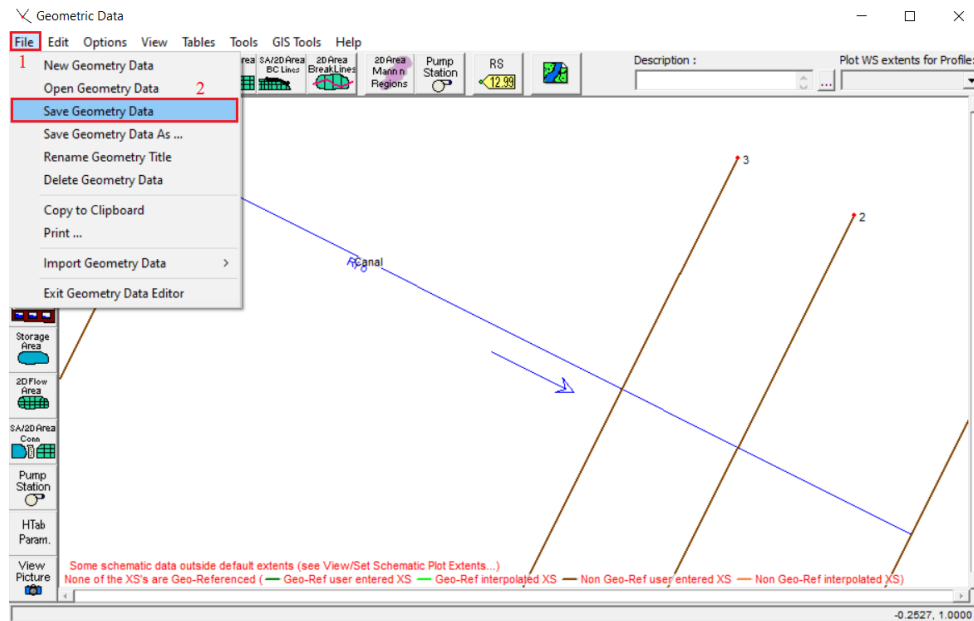 Geometric Data
File Edit Options View Tables Tools GIS Tools Help
1
New Geometry Data
Open Geometry Data
2
Save Geometry Data
Save Geometry Data As ...
Rename Geometry Title
Delete Geometry Data
Copy to Clipboard
Print ...
Import Geometry Data
Exit Geometry Data Editor
SA/2D Area
BC Lines
2D Area
BreakLines
2D Area
Mann n
Regions
Pump
Station
RS
12.99
Description :
Plot WS extents for Profile:
...
3
2
Canal
Storage
Area
2D Flow
Area
SA/2D Area
Conn
Pump
Station
HTab
Param.
View
Picture
Some schematic data outside default extents (see View/Set Schematic Plot Extents...)
None of the XS's are Geo-Referenced ( Geo-Ref user entered XS Geo-Ref interpolated XS Non Geo-Ref user entered XS Non Geo-Ref interpolated XS)
-0.2527, 1.0000